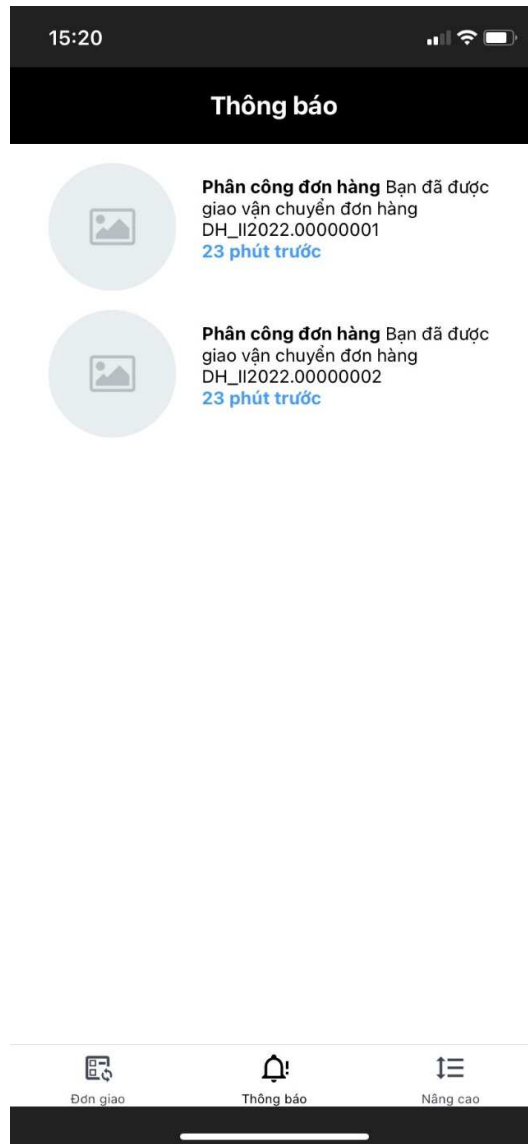 15:20
Thông báo
Phân công đơn hàng Bạn đã được
giao vận chuyển đơn hàng
DH_II2022.00000001
23 phút trước
Phân công đơn hàng Bạn đã được
giao vận chuyển đơn hàng
DH_II2022.00000002
23 phút trước
Đơn giao
Thông báo
Nâng cao